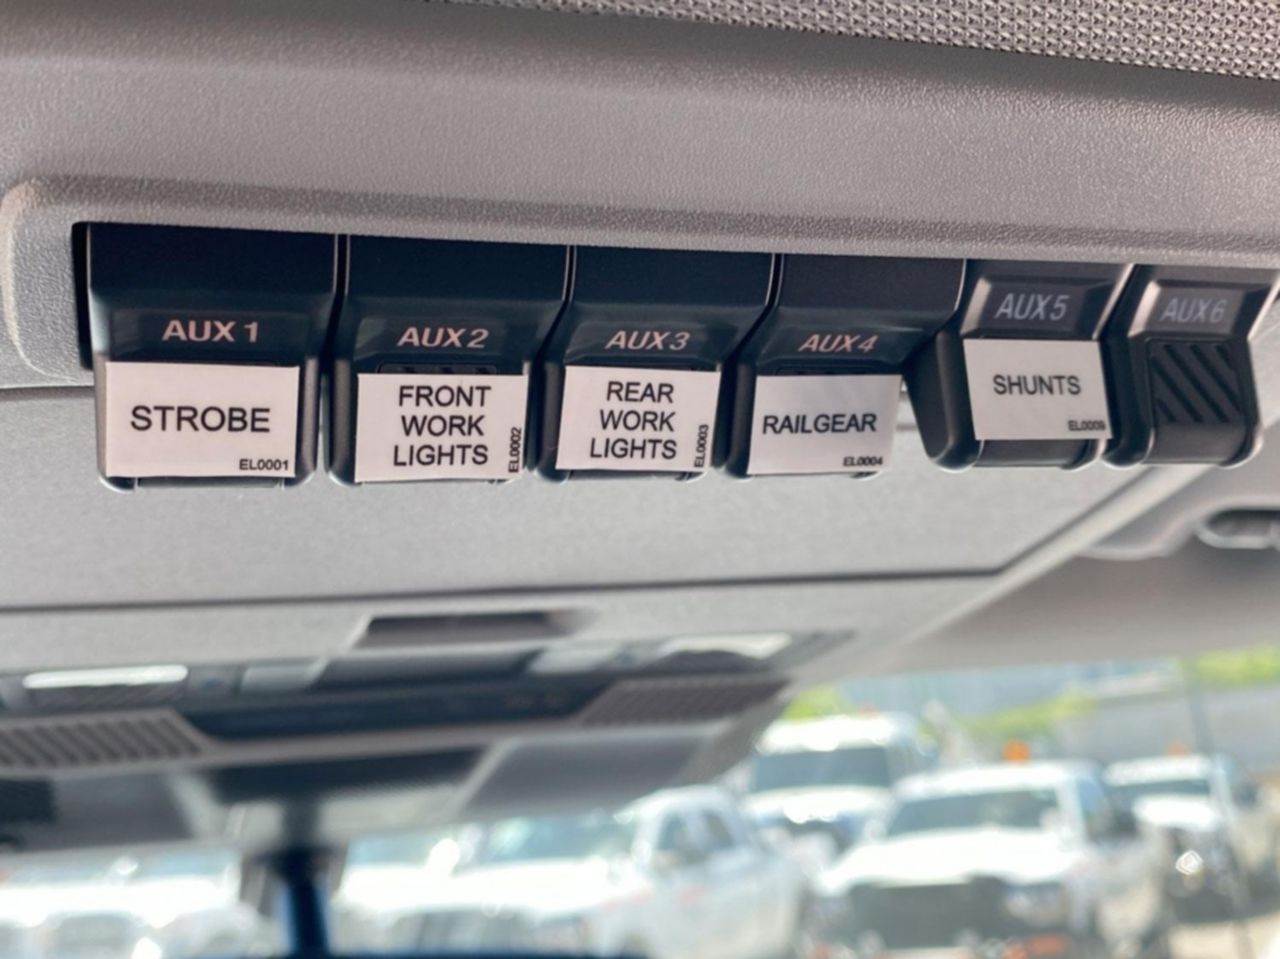 AUX 1
STROBE
EL0001
AUX 2
FRONT
WORK
LIGHTS
EL0002
AUX 3
REAR
WORK
LIGHTS
EL0003
AUX 4
RAILGEAR
EL0004
AUX 5
SHUNTS
EL0009
AUX 6